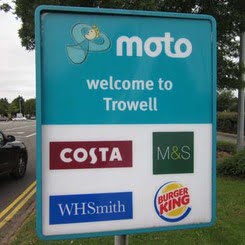 moto
welcome to
Trowell
COSTA
M&S
WHSmith
BURGER
KING